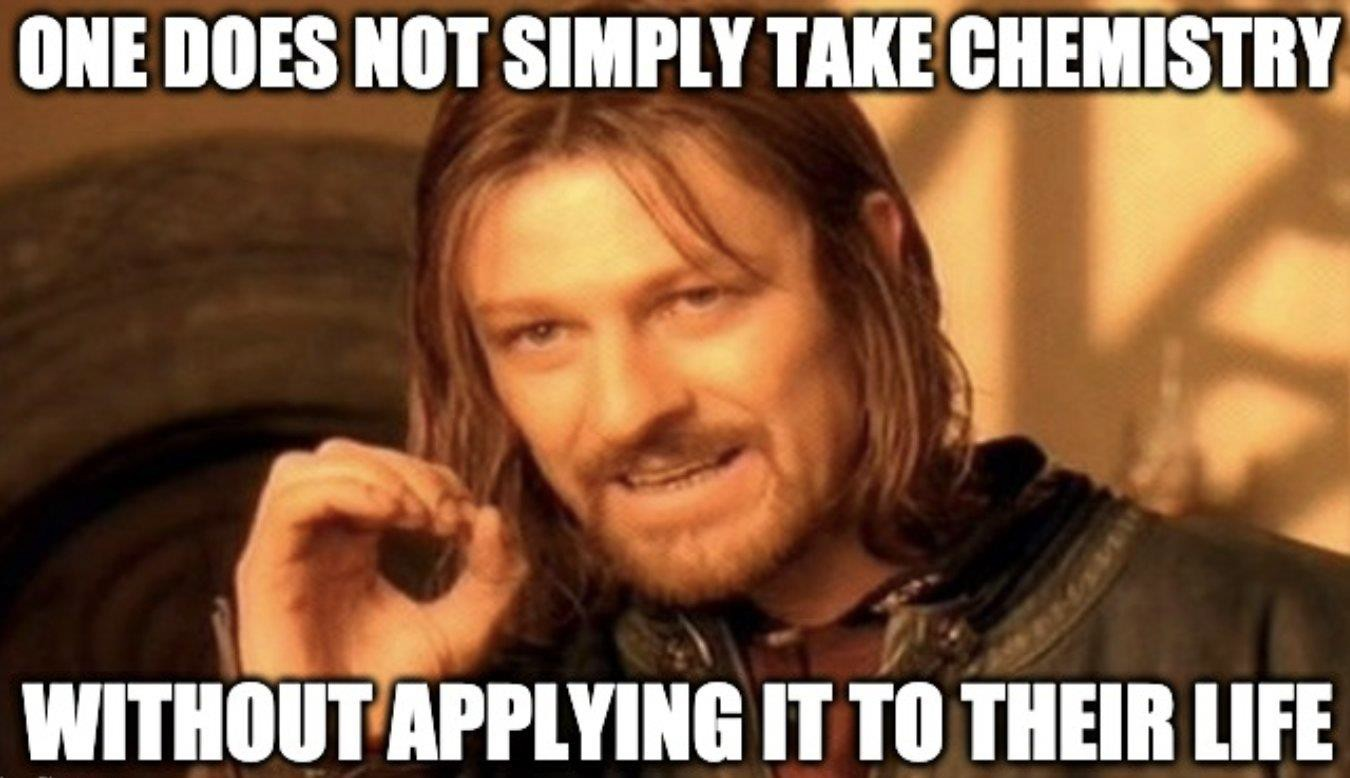 ONE DOES NOT SIMPLY TAKE CHEMISTRY
WITHOUT APPLYING IT TO THEIR LIFE